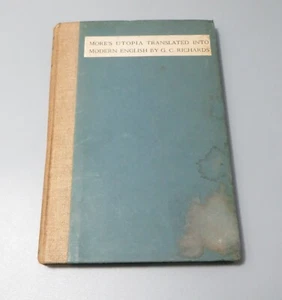 MORE'S UTOPIA TRANSLATED INTO
MODERN ENGLISH BY G. C. RICHARDS